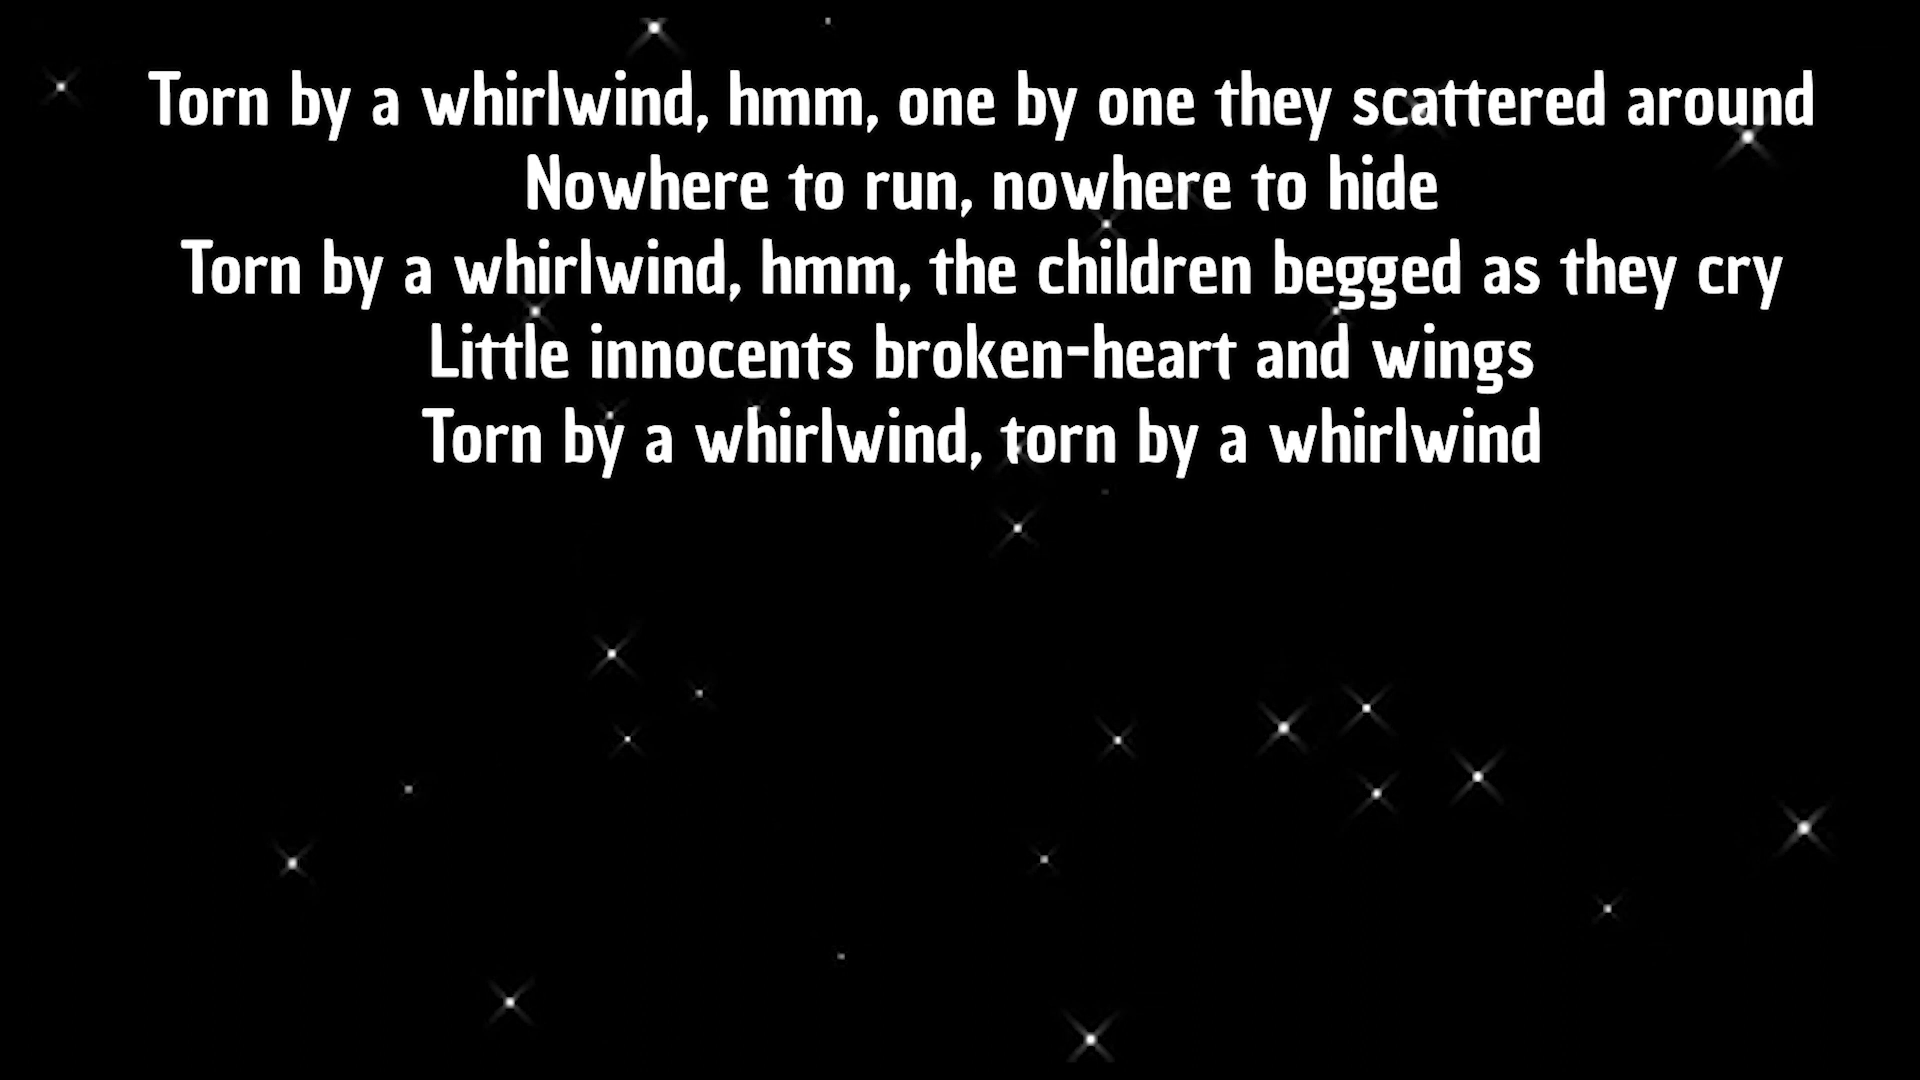 Torn by a whirlwind, hmm, one by one they scattered around
Nowhere to run, nowhere to hide
Torn by a whirlwind, hmm, the children begged as they cry
Little innocents broken-heart and wings
Torn by a whirlwind, torn by a whirlwind